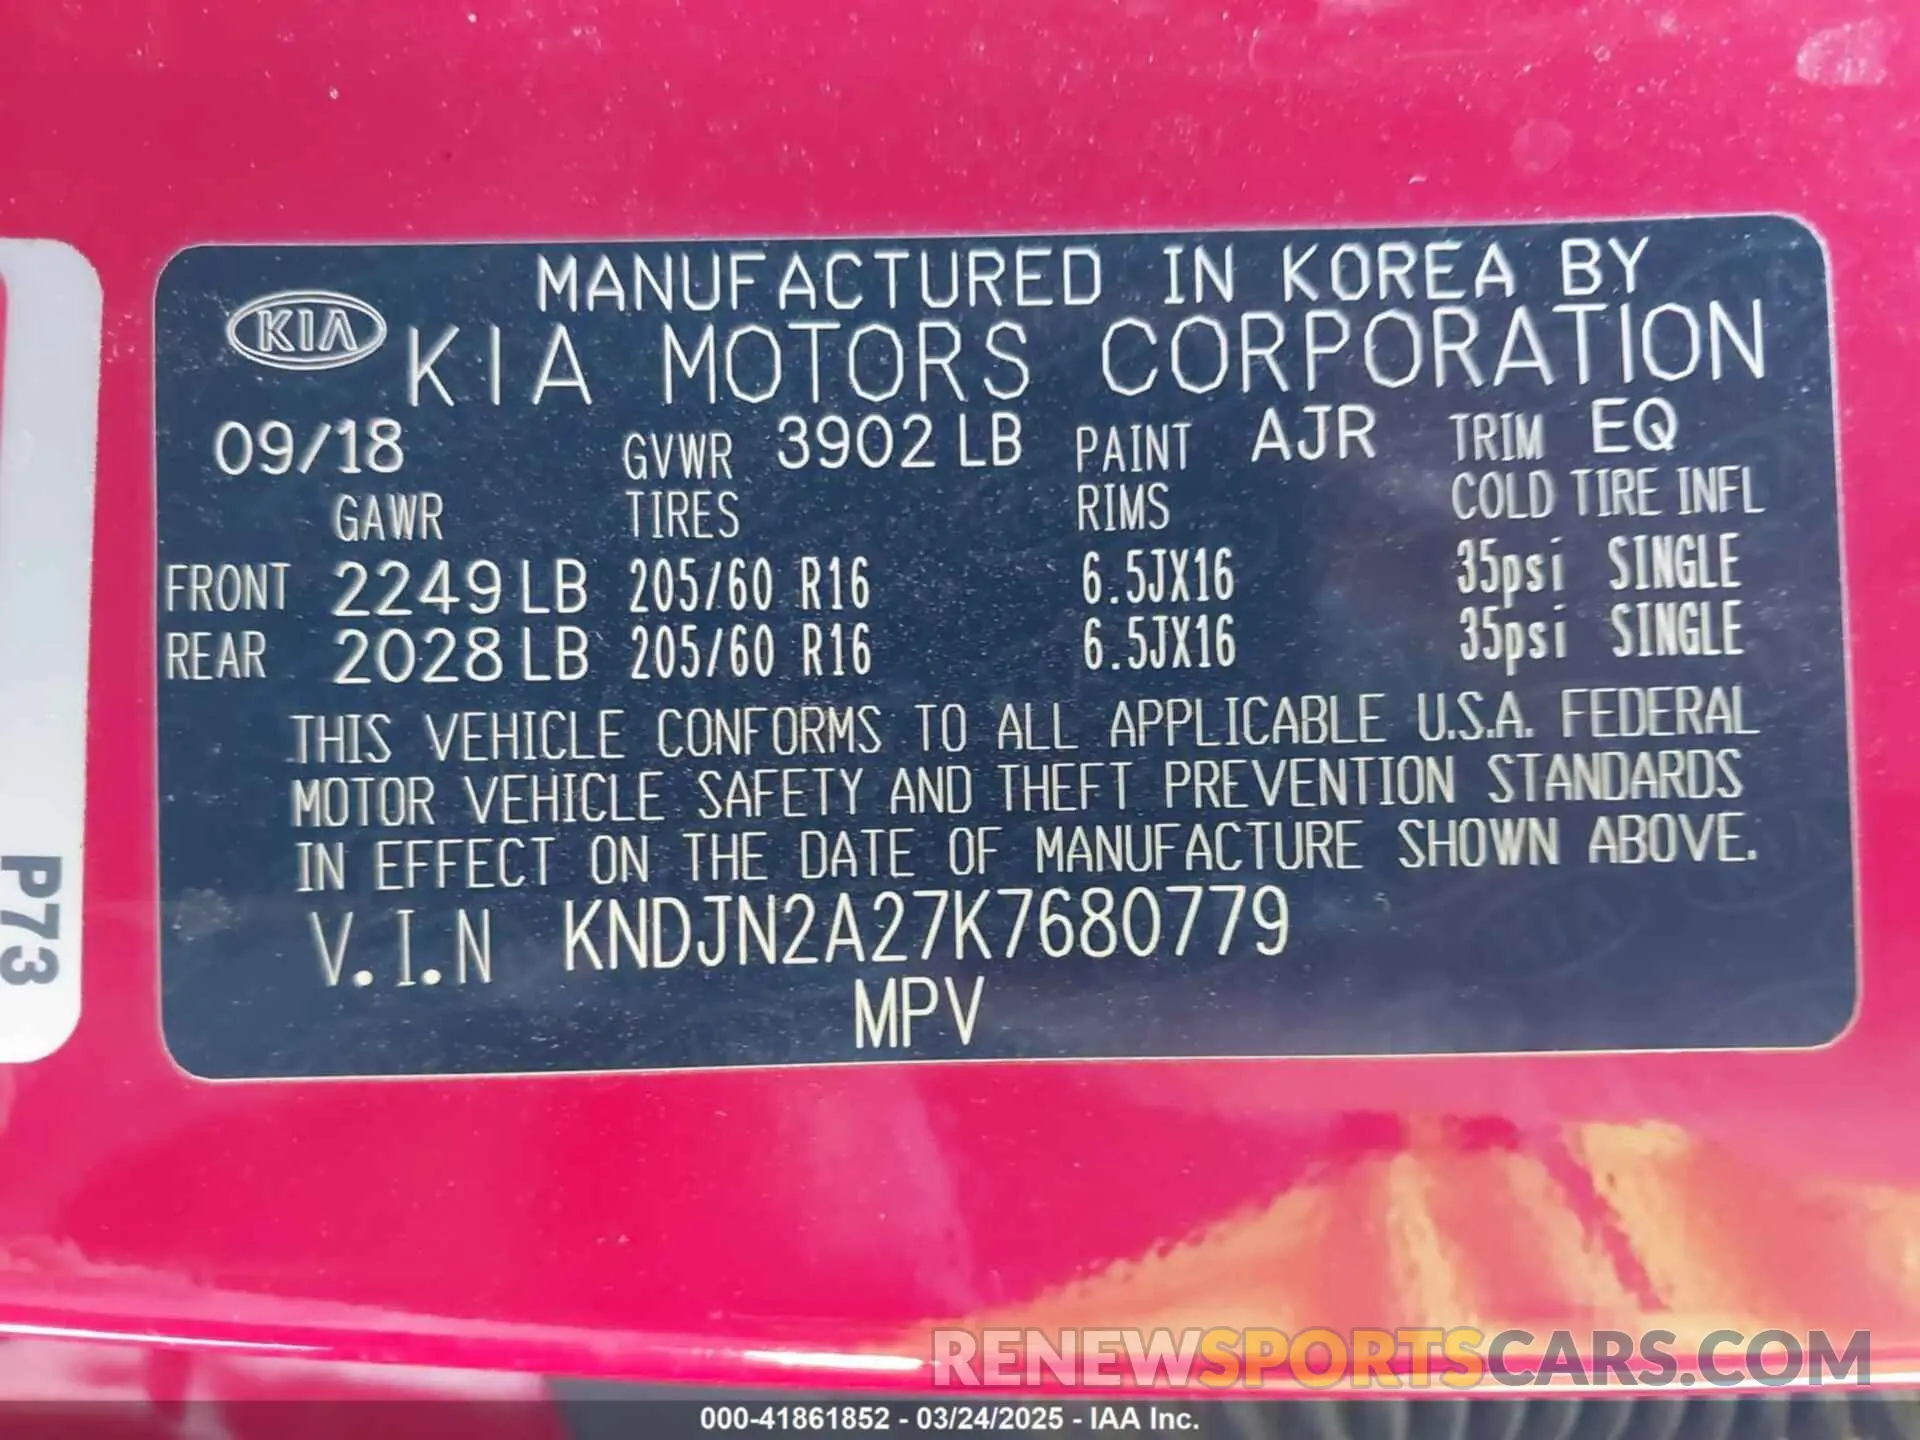 MANUFACTURED IN KOREA BY
KIA KIA MOTORS CORPORATION
09/18 GVWR 3902 LB PAINT AJR TRIM EQ
GAWR TIRES RIMS COLD TIRE INFL
FRONT 2249 LB 205/60 R16 6.5JX16 35psi SINGLE
REAR 2028 LB 205/60 R16 6.5JX16 35psi SINGLE
THIS VEHICLE CONFORMS TO ALL APPLICABLE U.S.A. FEDERAL
MOTOR VEHICLE SAFETY AND THEFT PREVENTION STANDARDS
IN EFFECT ON THE DATE OF MANUFACTURE SHOWN ABOVE.
V.I.N KNDJN2A27K7680779
MPV
P73
RENEWSPORTSCARS.COM
000-41861852 - 03/24/2025 - IAA Inc.